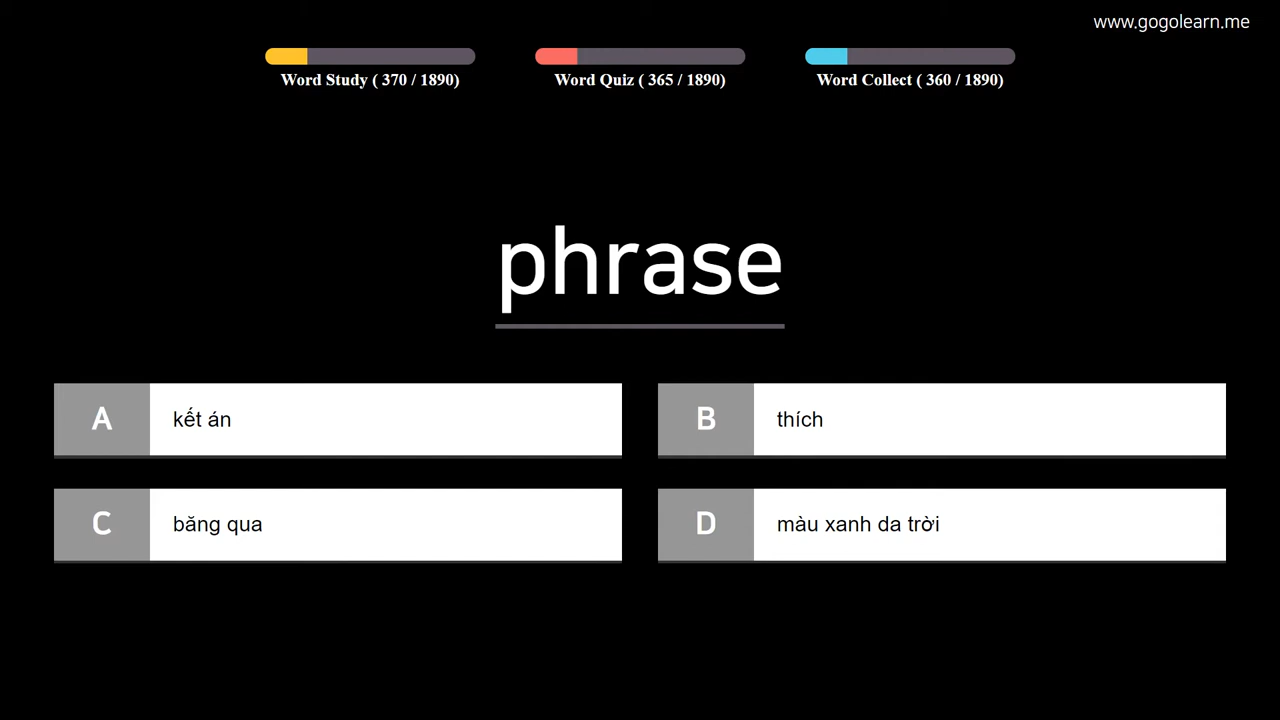 www.gogolearn.me
Word Study ( 370 / 1890)
Word Quiz ( 365 / 1890)
Word Collect ( 360 / 1890)
phrase
A
kết án
B
thích
C
băng qua
D
màu xanh da trời